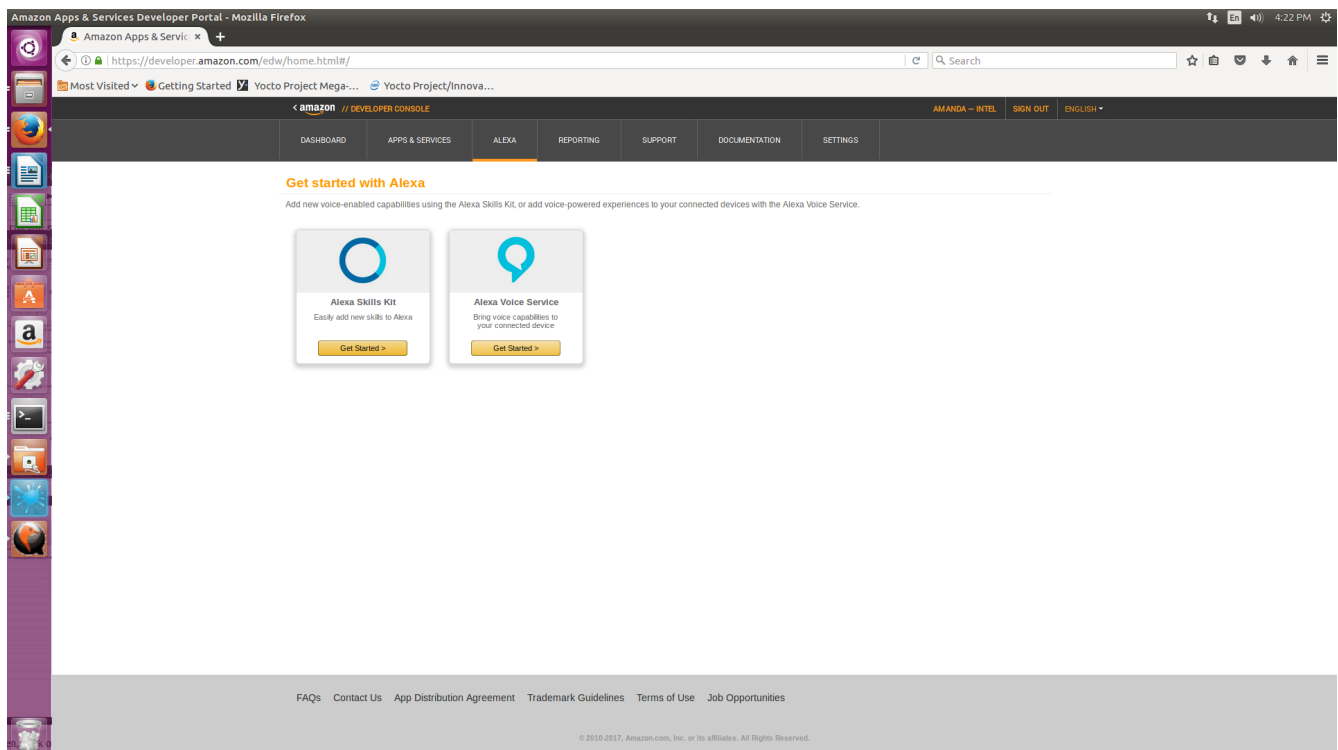 Amazon Apps & Services Developer Portal - Mozilla Firefox
En 4:22 PM
Amazon Apps & Servic × +
https://developer.amazon.com/edw/home.html#/
Search
Most Visited Getting Started Yocto Project Mega-... Yocto Project/Innova...
< amazon // DEVELOPER CONSOLE AMANDA – INTEL SIGN OUT ENGLISH
DASHBOARD APPS & SERVICES ALEXA REPORTING SUPPORT DOCUMENTATION SETTINGS
Get started with Alexa
Add new voice-enabled capabilities using the Alexa Skills Kit, or add voice-powered experiences to your connected devices with the Alexa Voice Service.
Alexa Skills Kit
Easily add new skills to Alexa
Get Started >
Alexa Voice Service
Bring voice capabilities to
your connected device
Get Started >
FAQs Contact Us App Distribution Agreement Trademark Guidelines Terms of Use Job Opportunities
© 2010-2017, Amazon.com, Inc. or its affiliates. All Rights Reserved.